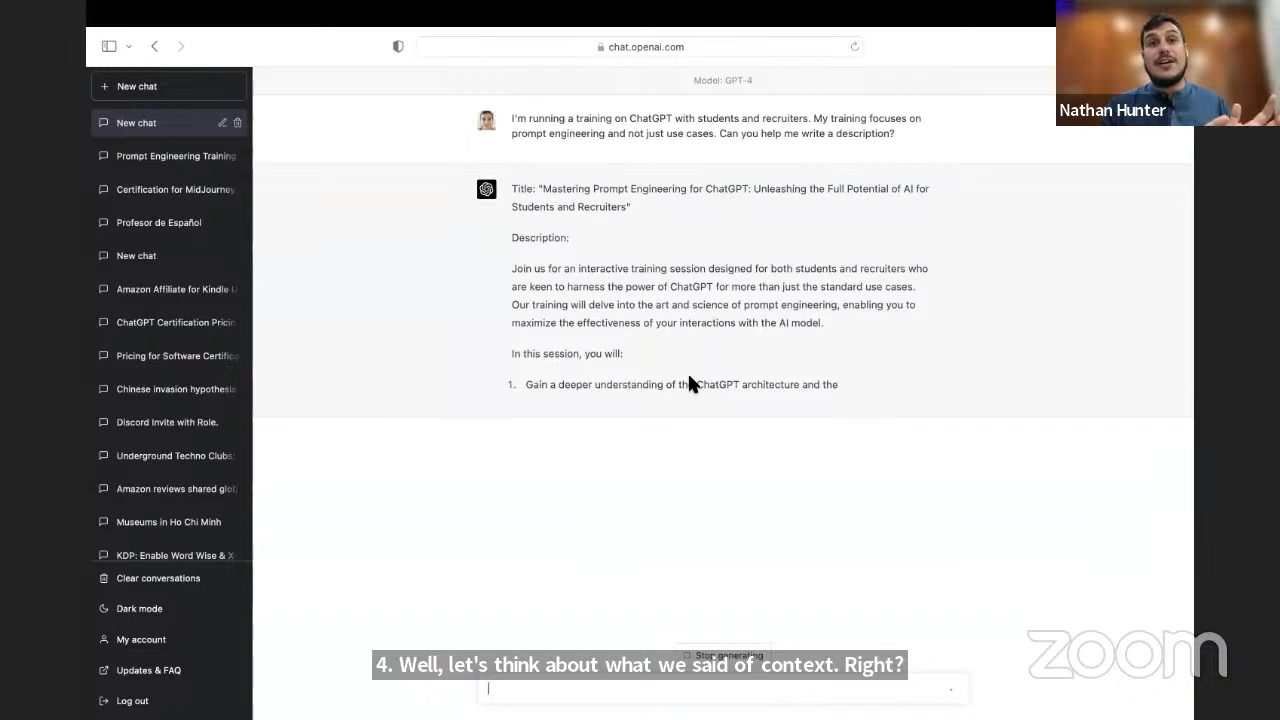 chat.openai.com
Nathan Hunter
New chat
New chat
Prompt Engineering Training
Certification for MidJourney
Profesor de Español
New chat
Amazon Affiliate for Kindle U
ChatGPT Certification Pricin
Pricing for Software Certific
Chinese invasion hypothesis
Discord Invite with Role.
Underground Techno Clubs
Amazon reviews shared glob
Museums in Ho Chi Minh
KDP: Enable Word Wise & X-
Clear conversations
Dark mode
My account
Updates & FAQ
Log out
Model: GPT-4
I'm running a training on ChatGPT with students and recruiters. My training focuses on
prompt engineering and not just use cases. Can you help me write a description?
Title: "Mastering Prompt Engineering for ChatGPT: Unleashing the Full Potential of AI for
Students and Recruiters"
Description:
Join us for an interactive training session designed for both students and recruiters who
are keen to harness the power of ChatGPT for more than just the standard use cases.
Our training will delve into the art and science of prompt engineering, enabling you to
maximize the effectiveness of your interactions with the AI model.
In this session, you will:
1. Gain a deeper understanding of the ChatGPT architecture and the
Stop generating
4. Well, let's think about what we said of context. Right?
zoom